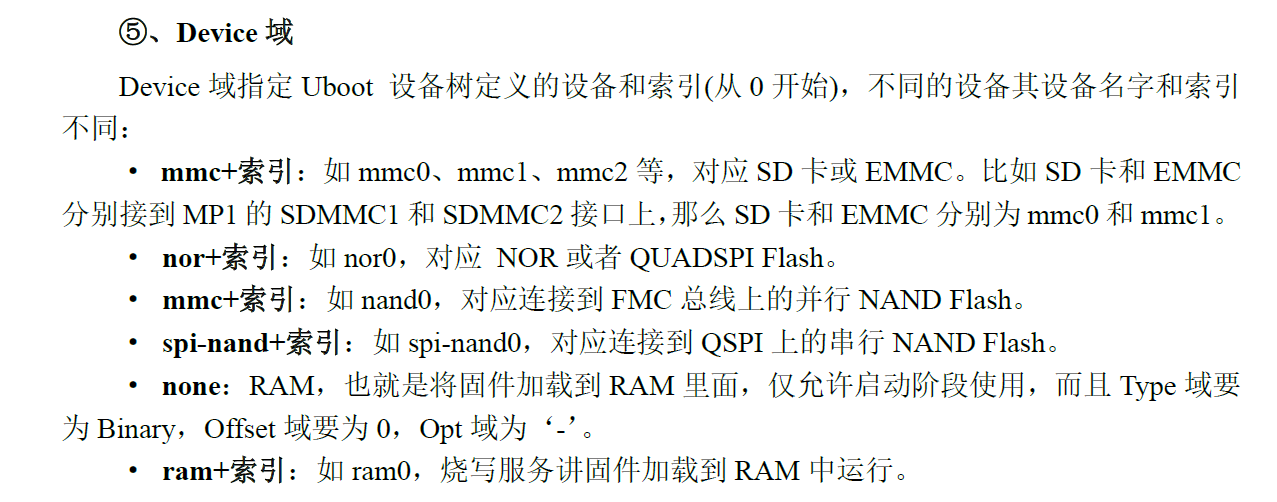 ⑤、Device 域
Device 域指定 Uboot 设备树定义的设备和索引(从 0 开始)，不同的设备其设备名字和索引
不同：
• mmc+索引：如 mmc0、mmc1、mmc2 等，对应 SD 卡或 EMMC。比如 SD 卡和 EMMC
分别接到 MP1 的 SDMMC1 和 SDMMC2 接口上，那么 SD 卡和 EMMC 分别为 mmc0 和 mmc1。
• nor+索引：如 nor0，对应 NOR 或者 QUADSPI Flash。
• mmc+索引：如 nand0，对应连接到 FMC 总线上的并行 NAND Flash。
• spi-nand+索引：如 spi-nand0，对应连接到 QSPI 上的串行 NAND Flash。
• none：RAM，也就是将固件加载到 RAM 里面，仅允许启动阶段使用，而且 Type 域要
为 Binary，Offset 域要为 0，Opt 域为‘-’。
• ram+索引：如 ram0，烧写服务讲固件加载到 RAM 中运行。